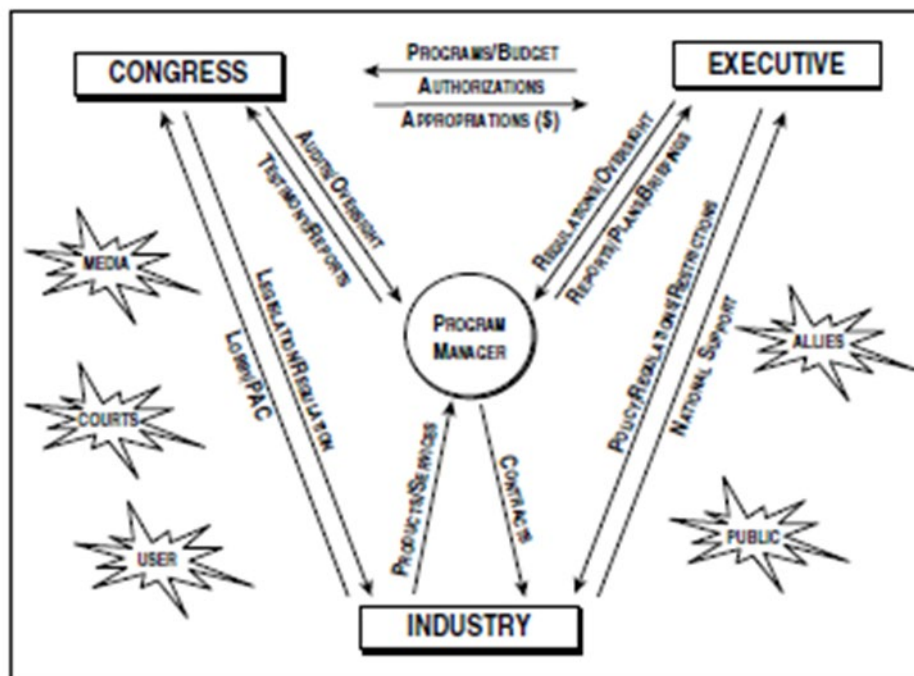 CONGRESS
PROGRAMS/BUDGET
AUTHORIZATIONS
APPROPRIATIONS ($)
EXECUTIVE
AUDITS/OVERSIGHT
TESTIMONY/REPORTS
REGULATIONS/OVERSIGHT
REPORTS/PLANS/BRIEFINGS
MEDIA
LEGISLATION/REGULATION
LOBBY/PAC
PROGRAM
MANAGER
POLICY/REGULATIONS/RESTRICTIONS
NATIONAL SUPPORT
ALLIES
COURTS
PRODUCTS/SERVICES
CONTRACTS
USER
PUBLIC
INDUSTRY